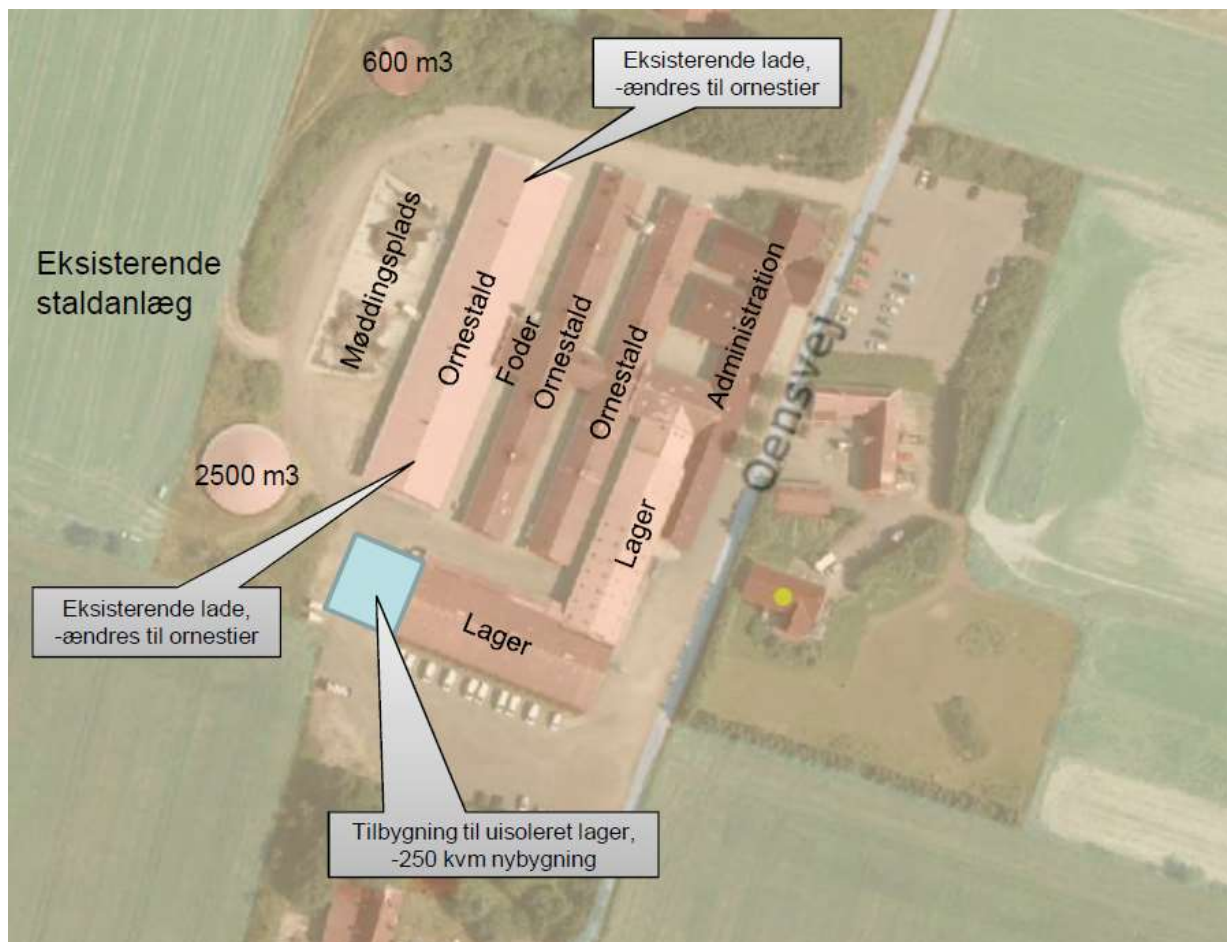 600 m3
Eksisterende lade,
-ændres til ornestier
Eksisterende
staldanlæg
Møddingsplads
Ornestald
Foder
Ornestald
Ornestald
Administration
Oensvej
2500 m3
Lager
Eksisterende lade,
-ændres til ornestier
Lager
Tilbygning til uisoleret lager,
-250 kvm nybygning